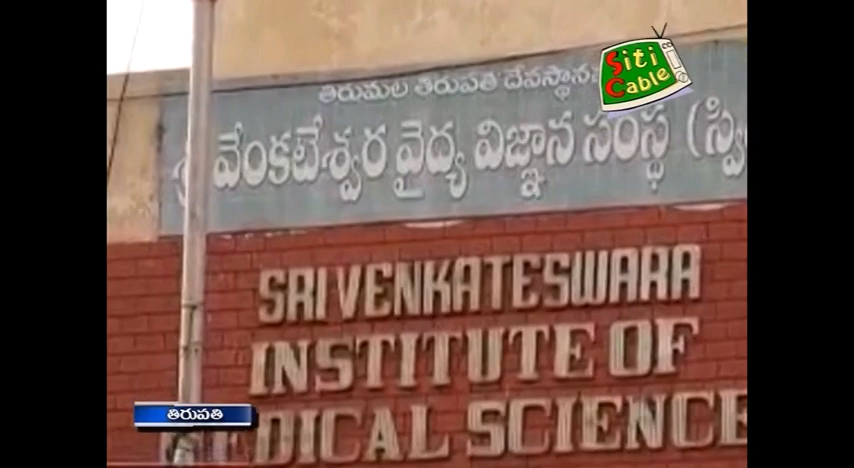 Siti
Cable
తిరుమల తిరుపతి దేవస్థాన
వేంకటేశ్వర వైద్య విజ్ఞాన సంస్థ (స్వి
SRI VENKATESWARA
INSTITUTE OF
DICAL SCIENCE
తిరుపతి